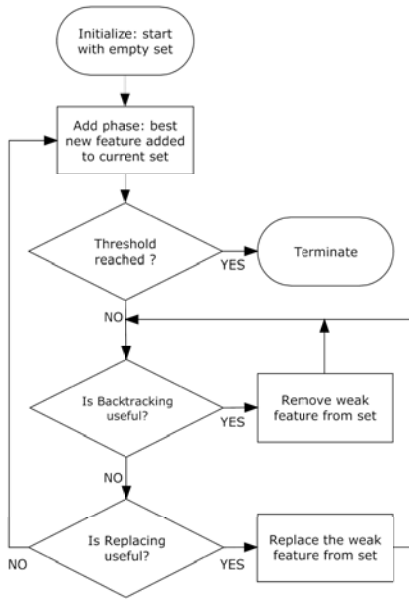 Initialize: start
with empty set
Add phase: best
new feature added
to current set
Threshold
reached ?
YES
Terminate
NO
Is Backtracking
useful?
YES
Remove weak
feature from set
NO
Is Replacing
useful?
NO
YES
Replace the weak
feature from set